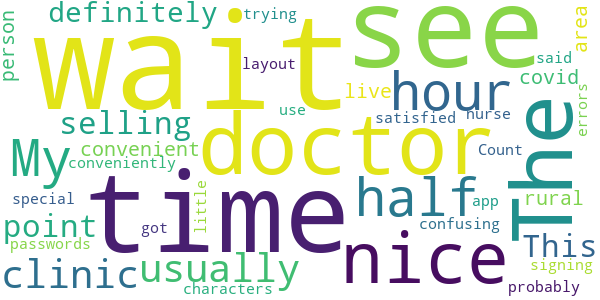 definitely trying see area
person wait layout hour live covid said
selling doctor use satisfied nurse errors
My convenient Count The
conveniently time half app rural
special little confusing
point got nice This
passwords usually signing
clinic characters probably